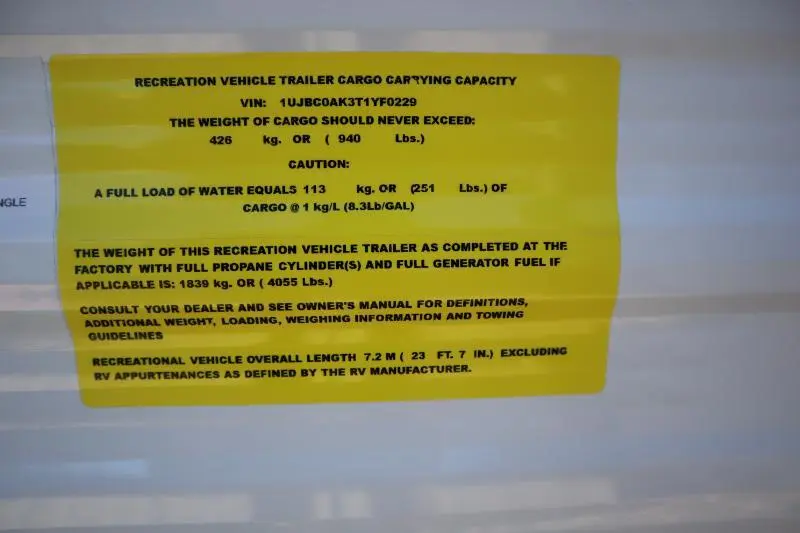 RECREATION VEHICLE TRAILER CARGO CARRYING CAPACITY
VIN: 1UJBC0AK3T1YF0229
THE WEIGHT OF CARGO SHOULD NEVER EXCEED:
426 kg. OR ( 940 Lbs.)
CAUTION:
A FULL LOAD OF WATER EQUALS 113 kg. OR (251 Lbs.) OF
CARGO @ 1 kg/L (8.3Lb/GAL)
NGLE
THE WEIGHT OF THIS RECREATION VEHICLE TRAILER AS COMPLETED AT THE
FACTORY WITH FULL PROPANE CYLINDER(S) AND FULL GENERATOR FUEL IF
APPLICABLE IS: 1839 kg. OR ( 4055 Lbs.)
CONSULT YOUR DEALER AND SEE OWNER'S MANUAL FOR DEFINITIONS,
ADDITIONAL WEIGHT, LOADING, WEIGHING INFORMATION AND TOWING
GUIDELINES
RECREATIONAL VEHICLE OVERALL LENGTH 7.2 M ( 23 FT. 7 IN.) EXCLUDING
RV APPURTENANCES AS DEFINED BY THE RV MANUFACTURER.